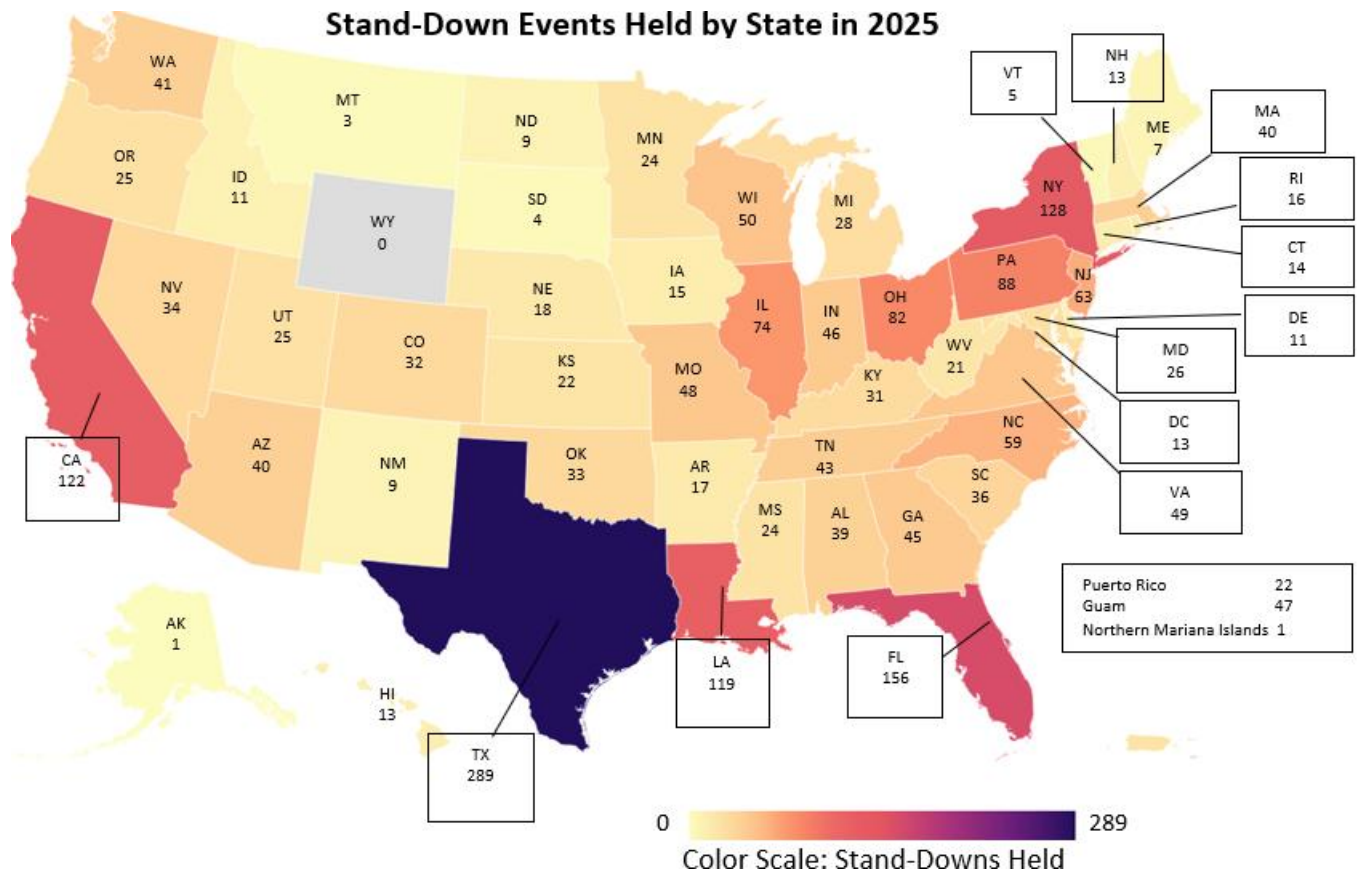 Stand-Down Events Held by State in 2025
WA
41
OR
25
ID
11
MT
3
ND
9
SD
4
WY
0
NV
34
UT
25
CO
32
NE
18
KS
22
MN
24
IA
15
WI
50
MI
28
IL
74
IN
46
OH
82
PA
88
NY
128
NJ
63
VT
5
NH
13
ME
7
MA
40
RI
16
CT
14
DE
11
MD
26
DC
13
VA
49
WV
21
KY
31
MO
48
CA
122
AZ
40
NM
9
OK
33
AR
17
TN
43
NC
59
SC
36
MS
24
AL
39
GA
45
LA
119
FL
156
TX
289
AK
1
HI
13
Puerto Rico 22
Guam 47
Northern Mariana Islands 1
0 289
Color Scale: Stand-Downs Held